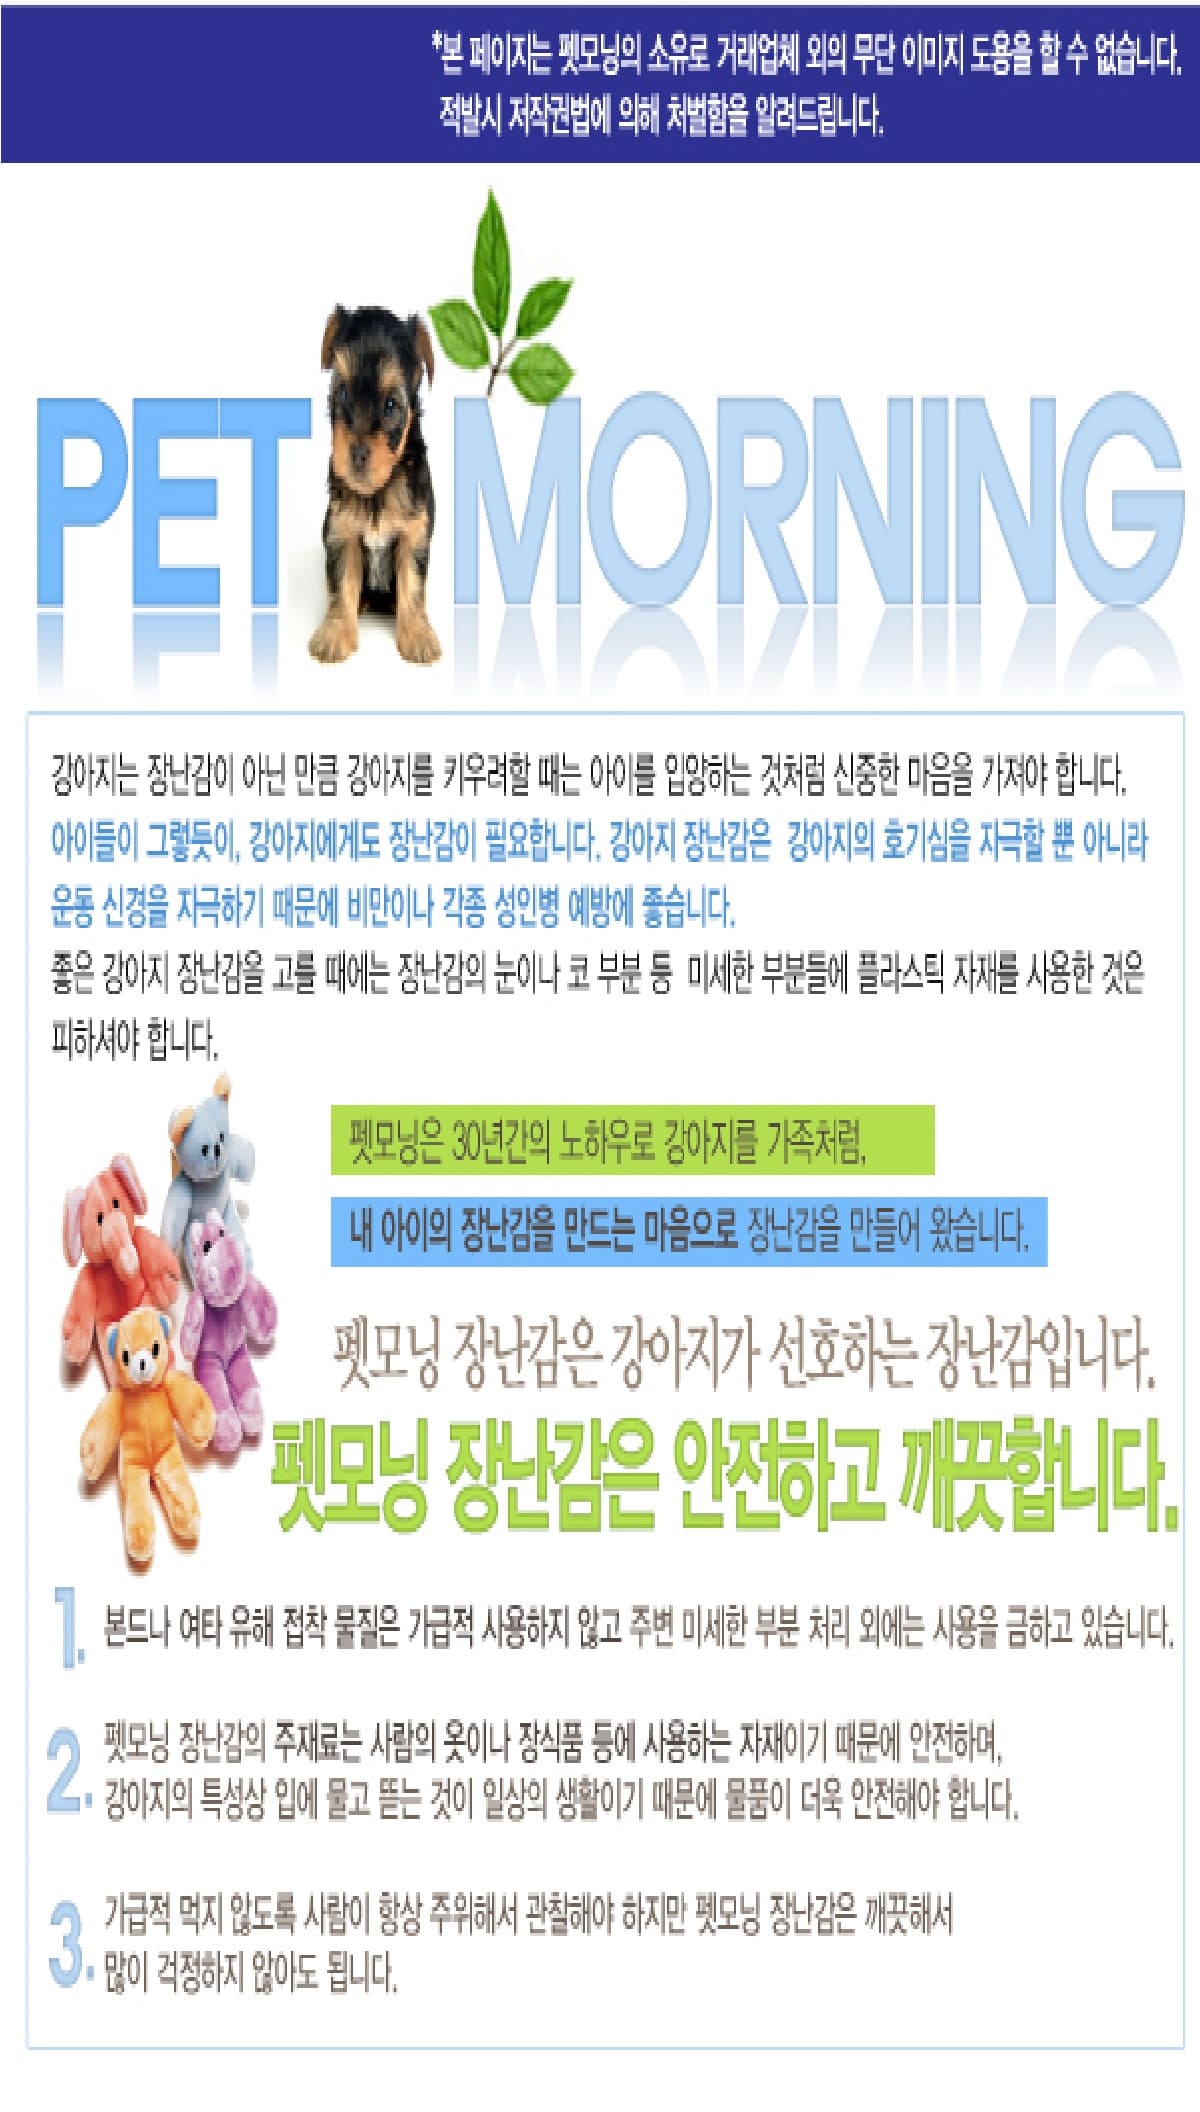 *본 페이지는 펫모닝의 소유로 거래업체 외의 무단 이미지 도용을 할 수 없습니다.
적발시 저작권법에 의해 처벌함을 알려드립니다.
PET MORNING
강아지는 장난감이 아닌 만큼 강아지를 키우려할 때는 아이를 입양하는 것처럼 신중한 마음을 가져야 합니다.
아이들이 그렇듯이, 강아지에게도 장난감이 필요합니다. 강아지 장난감은 강아지의 호기심을 자극할 뿐 아니라
운동 신경을 자극하기 때문에 비만이나 각종 성인병 예방에 좋습니다.
좋은 강아지 장난감을 고를 때에는 장난감의 눈이나 코 부분 등 미세한 부분들에 플라스틱 자재를 사용한 것은
피하셔야 합니다.
펫모닝은 30년간의 노하우로 강아지를 가족처럼,
내 아이의 장난감을 만드는 마음으로 장난감을 만들어 왔습니다.
펫모닝 장난감은 강아지가 선호하는 장난감입니다.
펫모닝 장난감은 안전하고 깨끗합니다.
1. 본드나 여타 유해 접착 물질은 가급적 사용하지 않고 주변 미세한 부분 처리 외에는 사용을 금하고 있습니다.
2. 펫모닝 장난감의 주재료는 사람의 옷이나 장식품 등에 사용하는 자재이기 때문에 안전하며,
강아지의 특성상 입에 물고 뜯는 것이 일상의 생활이기 때문에 물품이 더욱 안전해야 합니다.
3. 가급적 먹지 않도록 사람이 항상 주위해서 관찰해야 하지만 펫모닝 장난감은 깨끗해서
많이 걱정하지 않아도 됩니다.